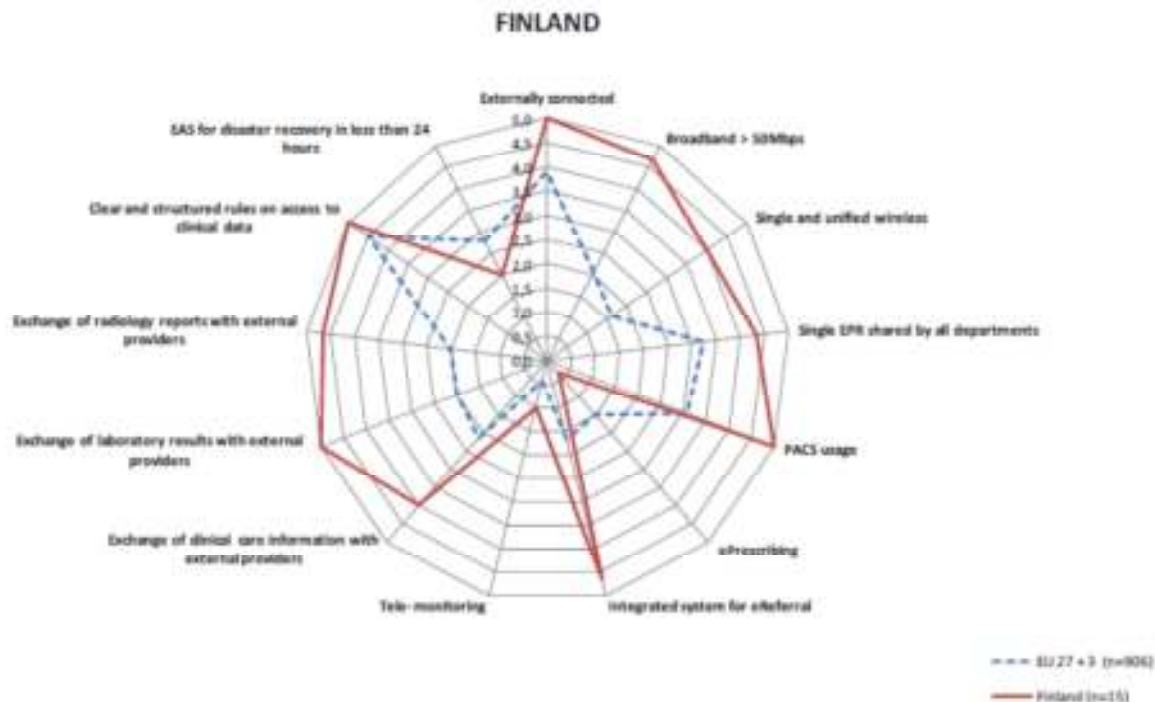 FINLAND
Externally connected
EAS for disaster recovery in less than 24
hours
Broadband > 50Mbps
Clear and structured rules on access to
clinical data
Single and unified wireless
Exchange of radiology reports with external
providers
Single EPR shared by all departments
Exchange of laboratory results with external
providers
PACS usage
Exchange of clinical care information with
external providers
ePrescribing
Tele- monitoring
Integrated system for eReferral
5,0
4,5
4,0
3,5
3,0
2,5
2,0
1,5
1,0
0,5
0,0
EU 27 + 3 (n=906)
Finland (n=15)